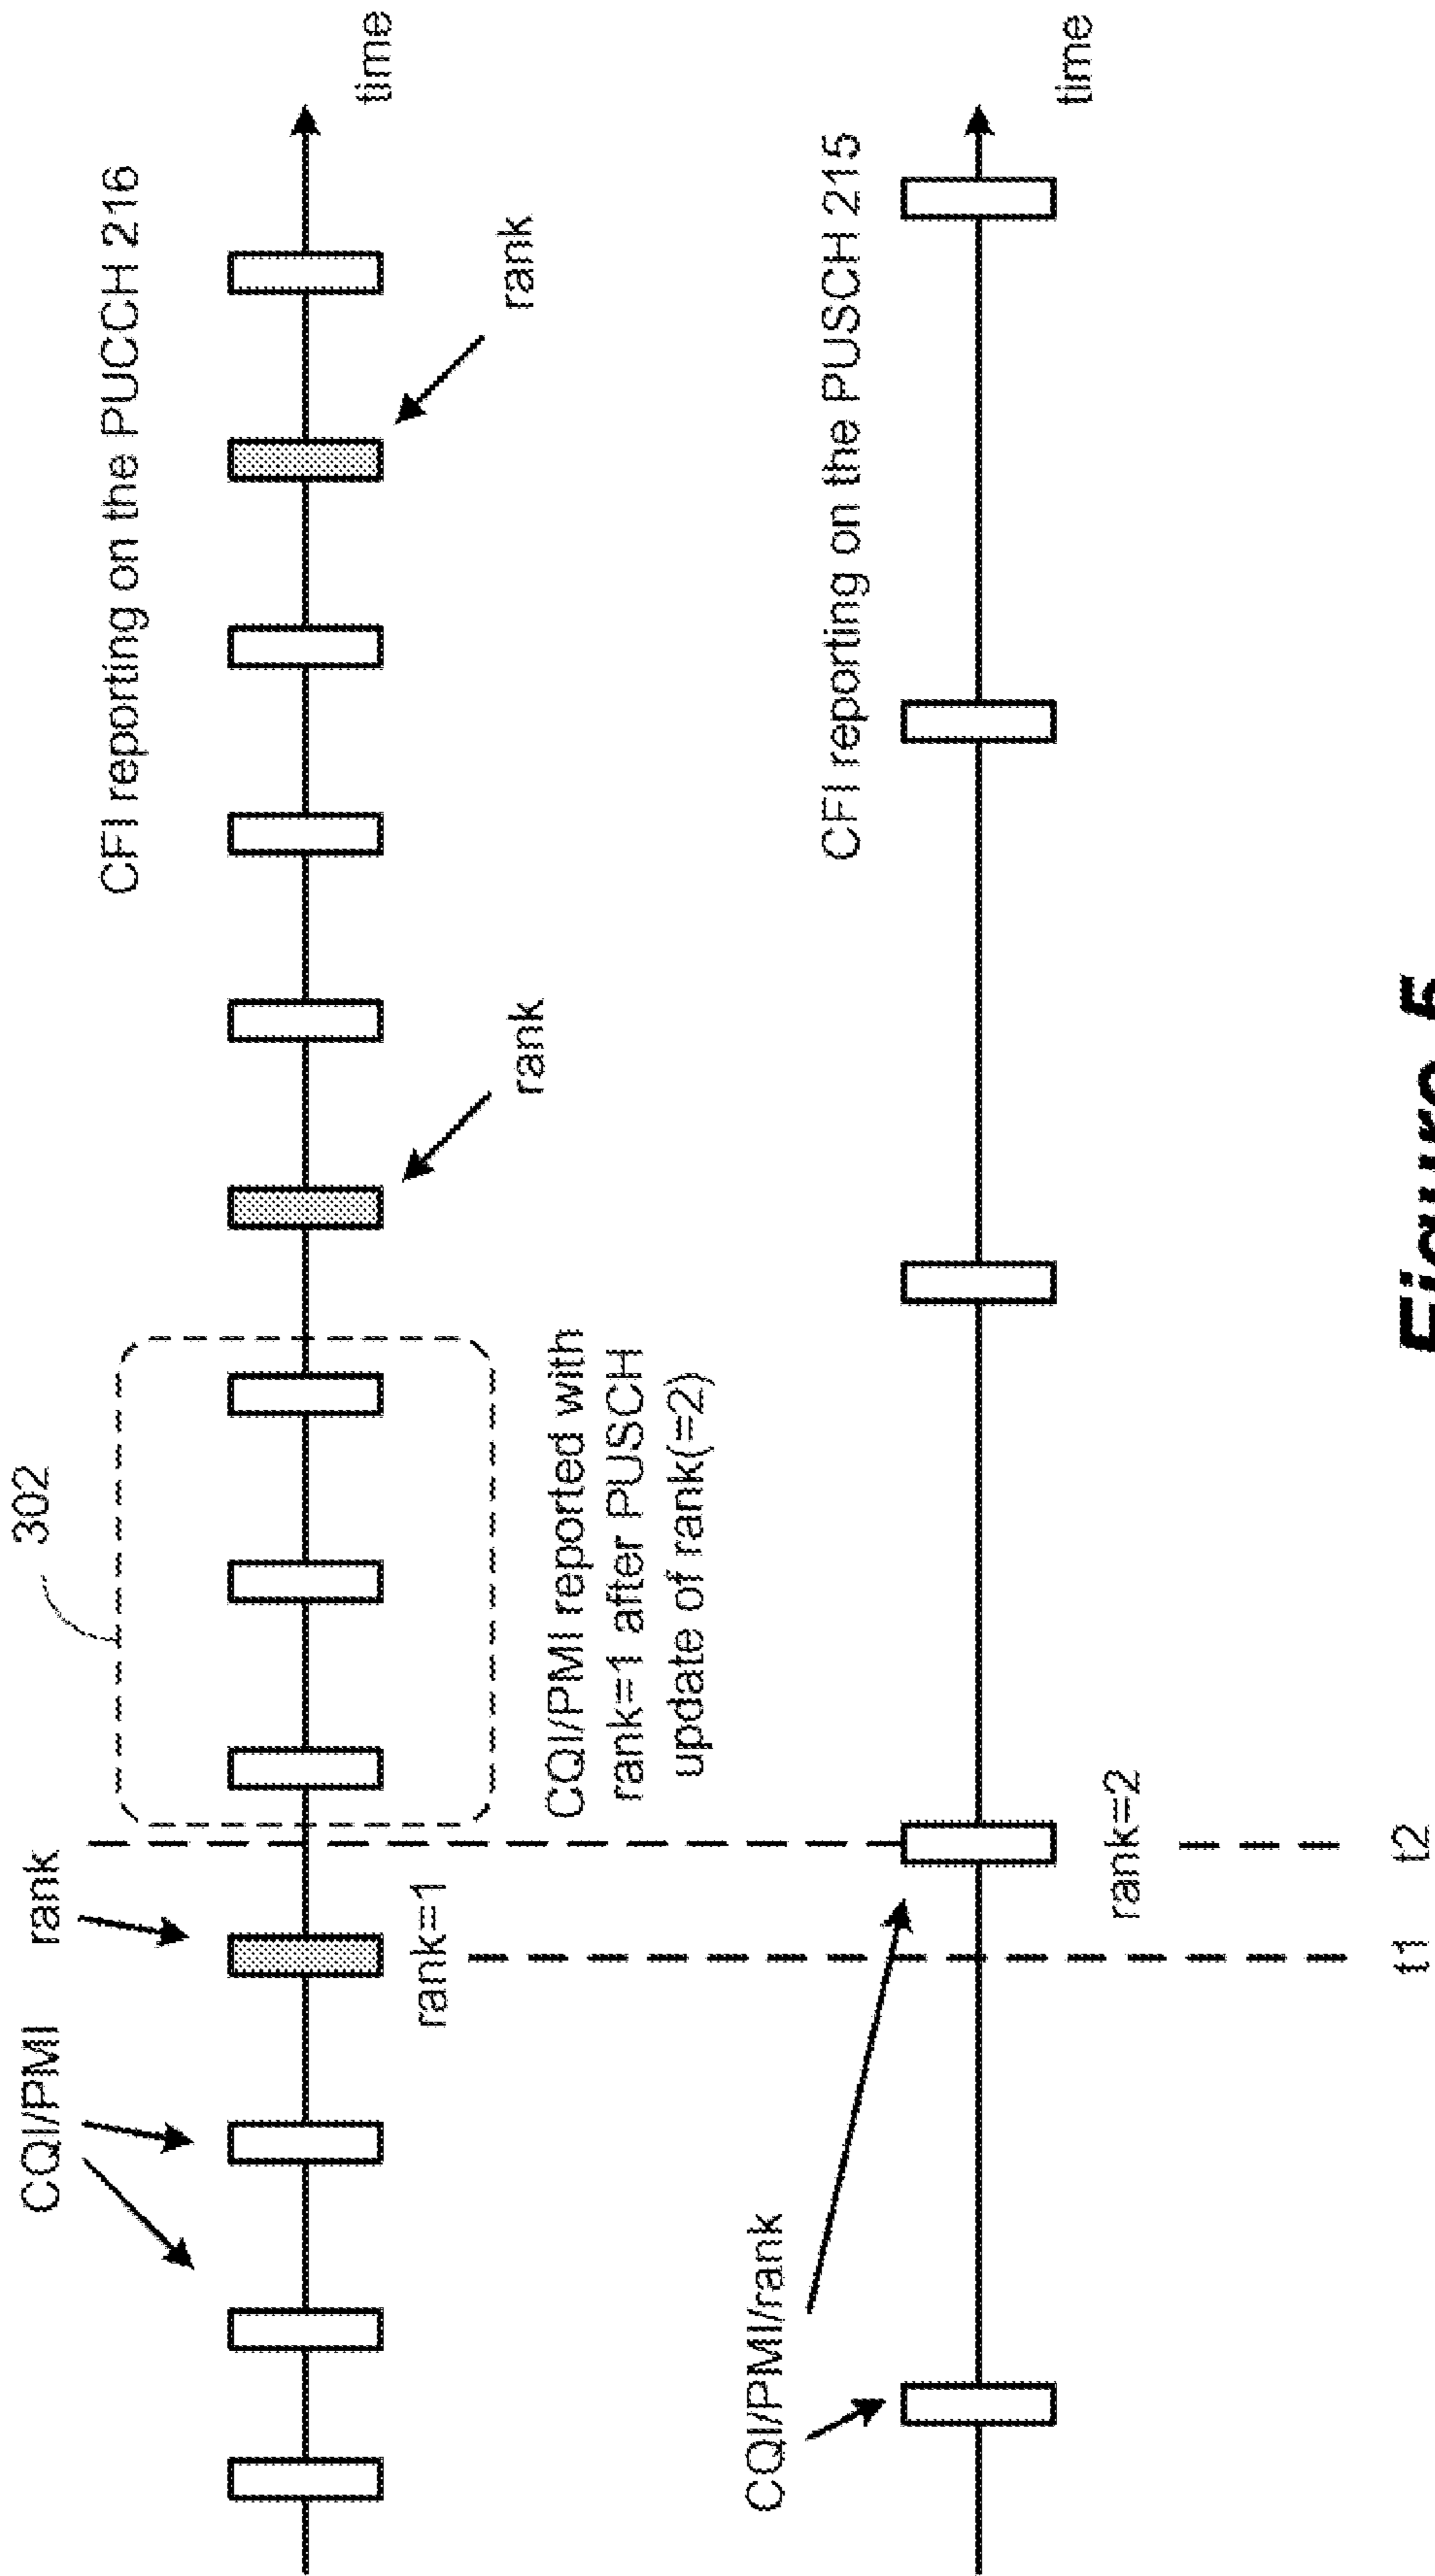 CQI/PMI
rank
302
CFI reporting on the PUCCH 216
time
rank=1
CQI/PMI reported with
rank=1 after PUSCH
update of rank(=2)
rank
rank
CQI/PMI/rank
CFI reporting on the PUSCH 215
time
rank=2
t1
t2
Figure 5